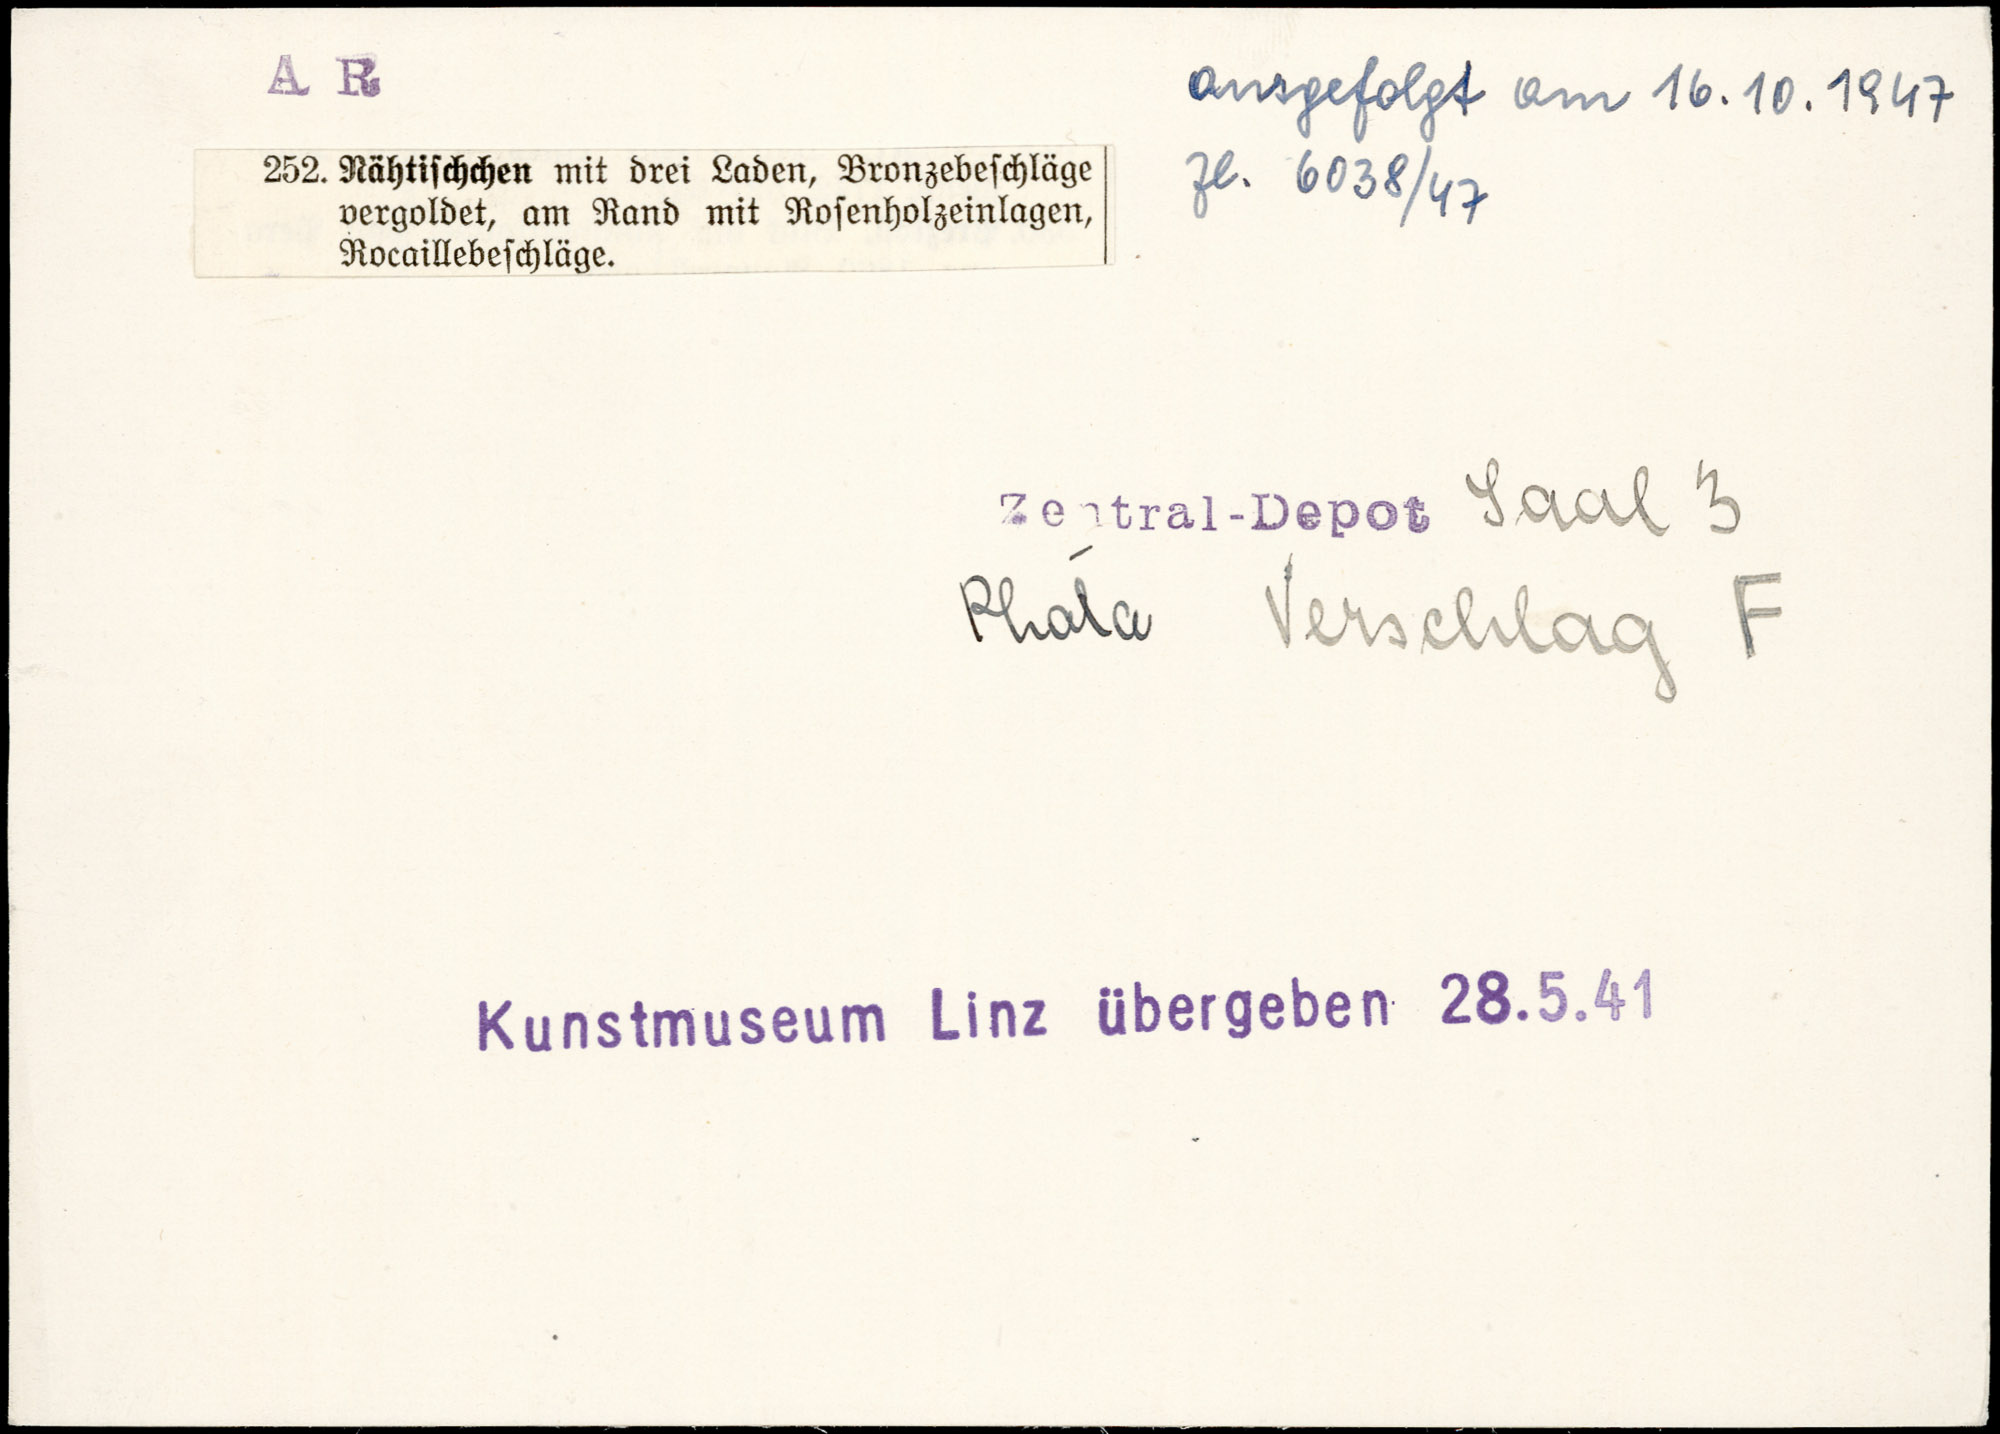 A R
ausgefolgt am 16.10.1947
Zl. 6038/47
252. Nähtischchen mit drei Laden, Bronzebeschläge
vergoldet, am Rand mit Rosenholzeinlagen,
Rocaillebeschläge.
Zentral-Depot Saal 3
Verschlag F
Kunstmuseum Linz übergeben 28.5.41